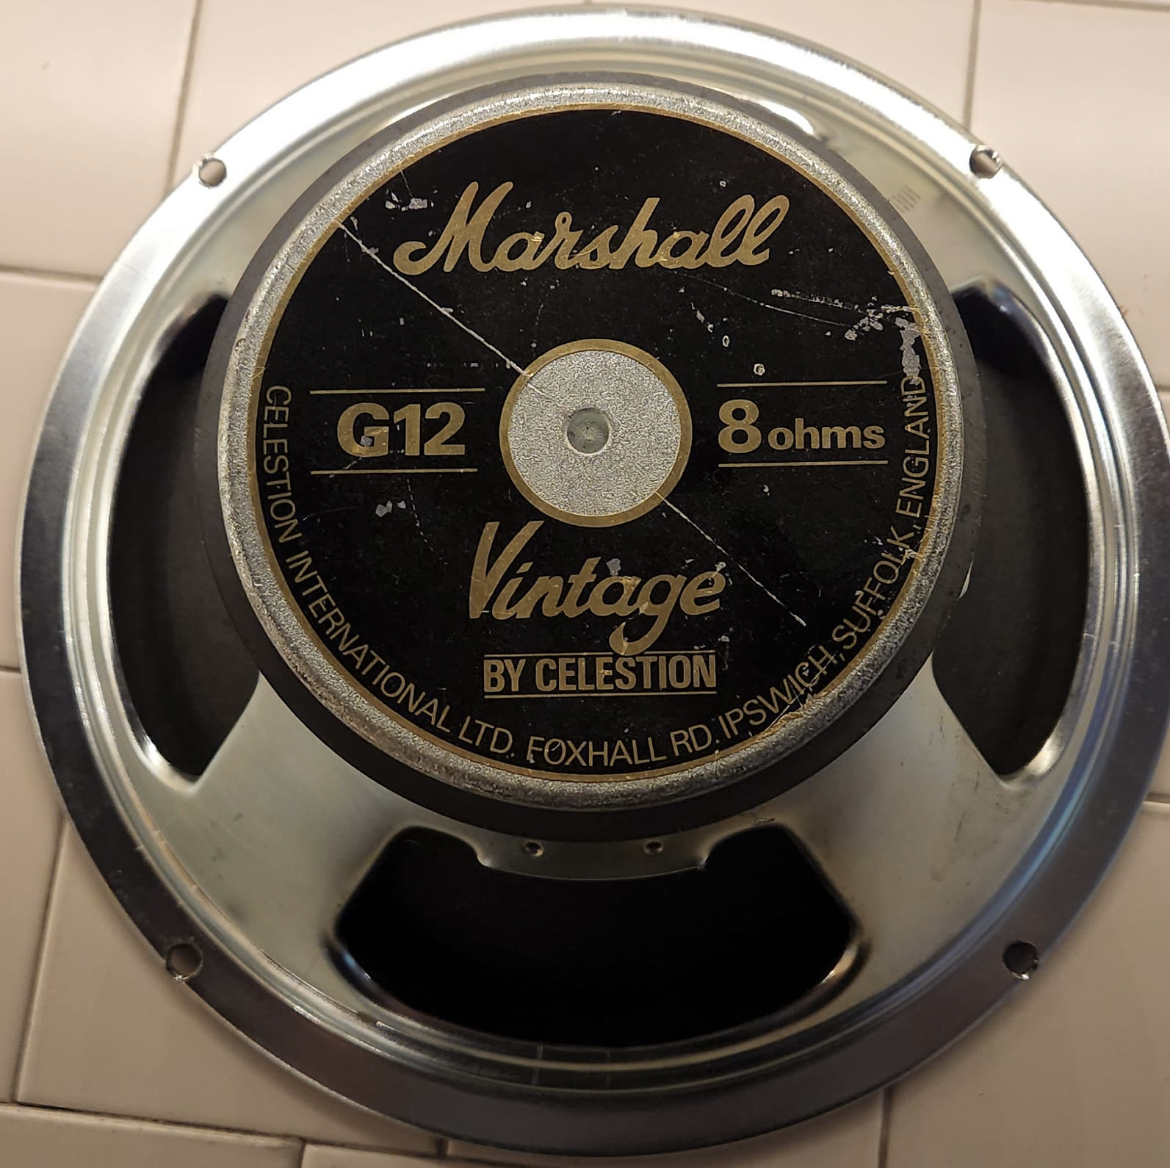 Marshall
G12
8 ohms
Vintage
BY CELESTION
CELESTION INTERNATIONAL LTD. FOXHALL RD. IPSWICH, SUFFOLK, ENGLAND